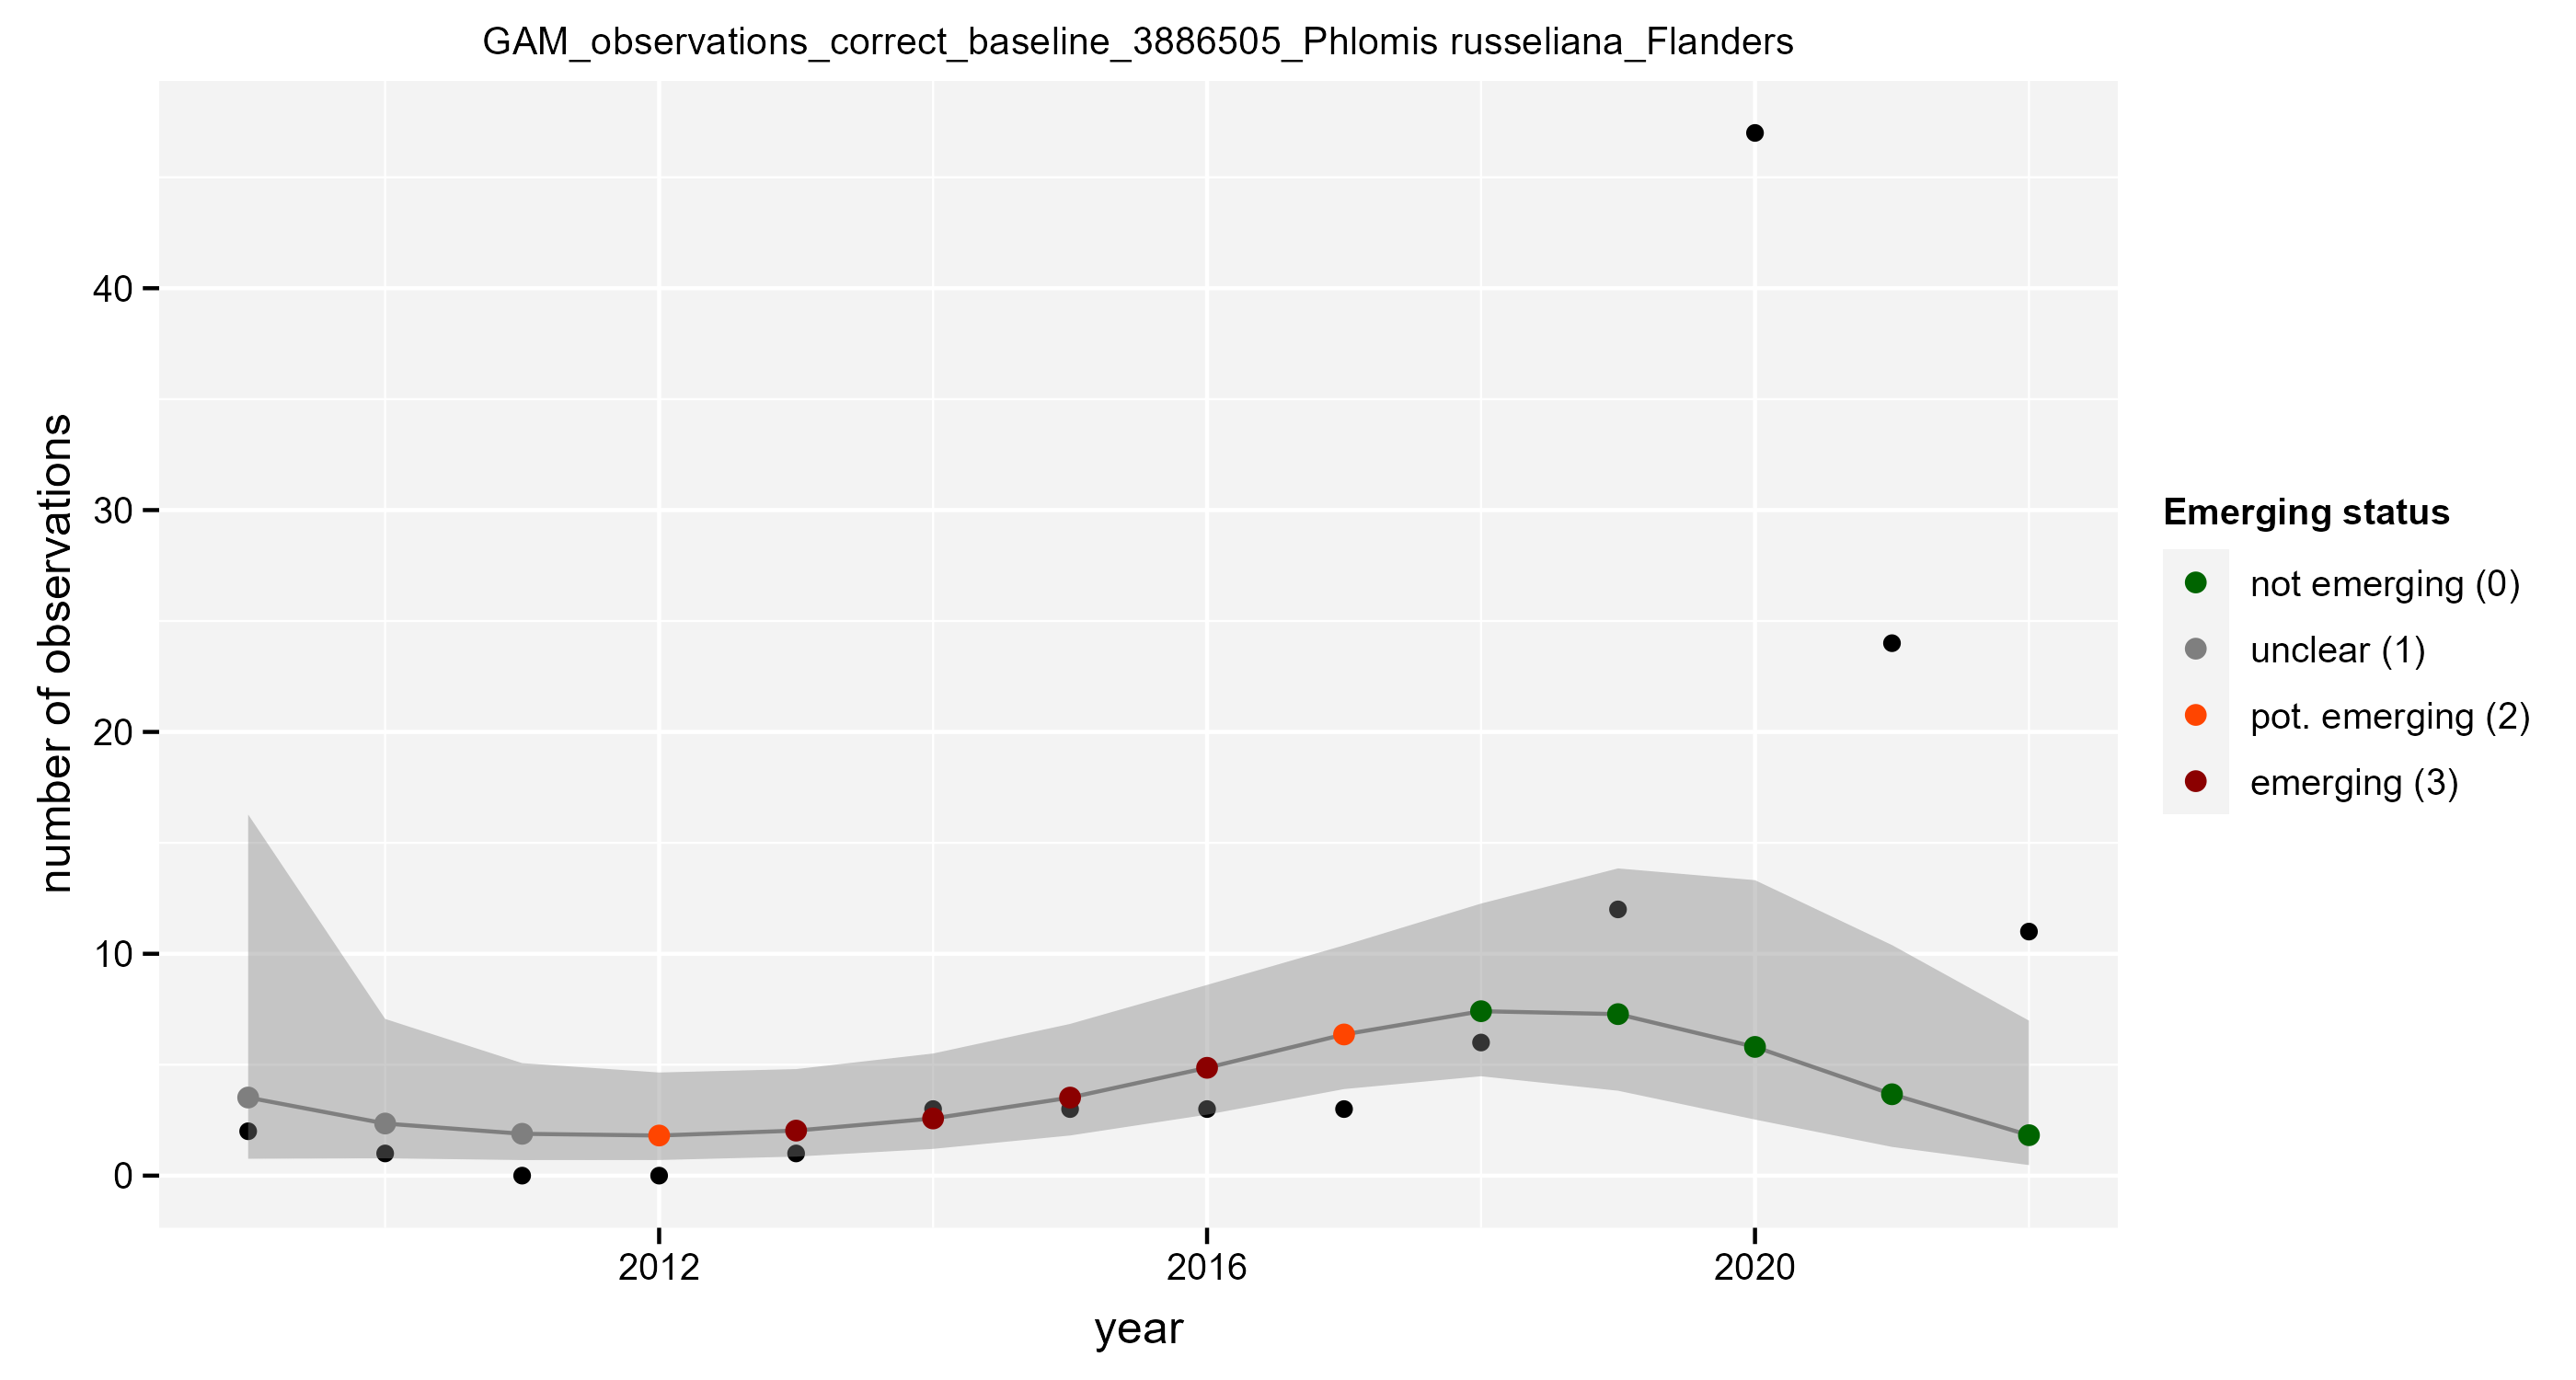 GAM_observations_correct_baseline_3886505_Phlomis russeliana_Flanders
number of observations
40
30
20
10
0
2012
2016
2020
year
Emerging status
not emerging (0)
unclear (1)
pot. emerging (2)
emerging (3)